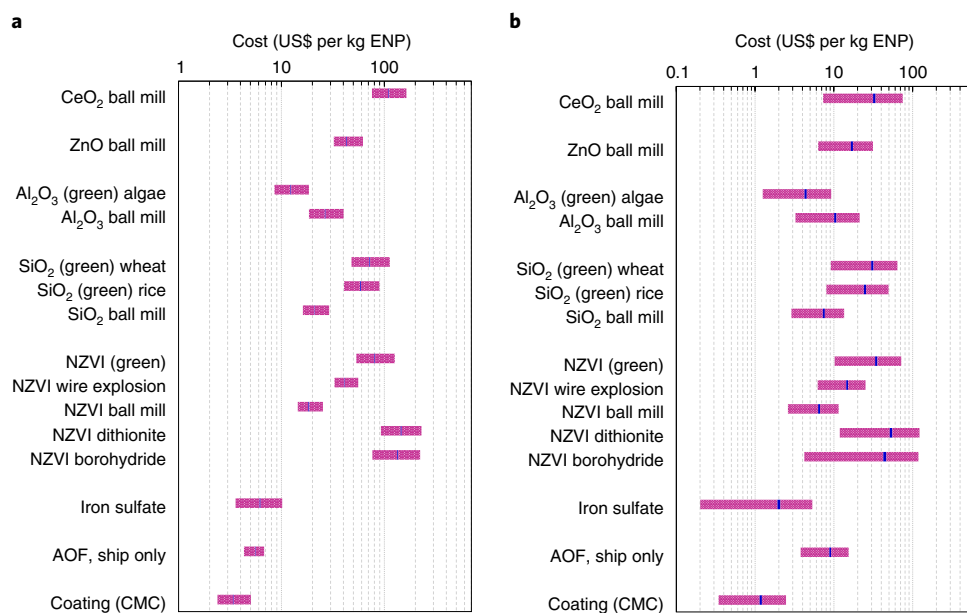 a
Cost (US$ per kg ENP)
1 10 100
CeO₂ ball mill
ZnO ball mill
Al₂O₃ (green) algae
Al₂O₃ ball mill
SiO₂ (green) wheat
SiO₂ (green) rice
SiO₂ ball mill
NZVI (green)
NZVI wire explosion
NZVI ball mill
NZVI dithionite
NZVI borohydride
Iron sulfate
AOF, ship only
Coating (CMC)
b
Cost (US$ per kg ENP)
0.1 1 10 100
CeO₂ ball mill
ZnO ball mill
Al₂O₃ (green) algae
Al₂O₃ ball mill
SiO₂ (green) wheat
SiO₂ (green) rice
SiO₂ ball mill
NZVI (green)
NZVI wire explosion
NZVI ball mill
NZVI dithionite
NZVI borohydride
Iron sulfate
AOF, ship only
Coating (CMC)